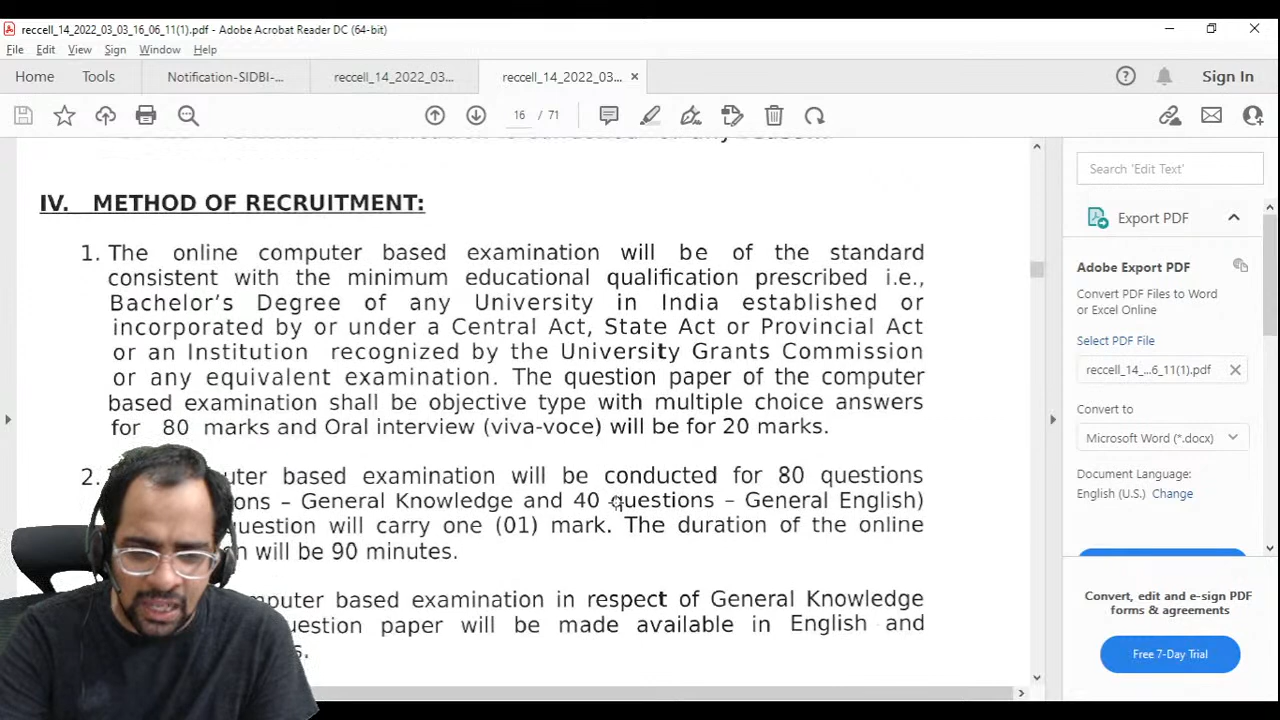 reccell_14_2022_03_03_16_06_11(1).pdf - Adobe Acrobat Reader DC (64-bit)
File Edit View Sign Window Help
Home Tools Notification-SIDBI-... reccell_14_2022_03... reccell_14_2022_03... × Sign In
16 / 71
IV. METHOD OF RECRUITMENT:
1. The online computer based examination will be of the standard
consistent with the minimum educational qualification prescribed i.e.,
Bachelor's Degree of any University in India established or
incorporated by or under a Central Act, State Act or Provincial Act
or an Institution recognized by the University Grants Commission
or any equivalent examination. The question paper of the computer
based examination shall be objective type with multiple choice answers
for 80 marks and Oral interview (viva-voce) will be for 20 marks.
2. based examination will be conducted for 80 questions
– General Knowledge and 40 questions – General English)
question will carry one (01) mark. The duration of the online
will be 90 minutes.
based examination in respect of General Knowledge
paper will be made available in English and
Search 'Edit Text'
Export PDF
Adobe Export PDF
Convert PDF Files to Word
or Excel Online
Select PDF File
reccell_14_...6_11(1).pdf ×
Convert to
Microsoft Word (*.docx)
Document Language:
English (U.S.) Change
Convert, edit and e-sign PDF
forms & agreements
Free 7-Day Trial